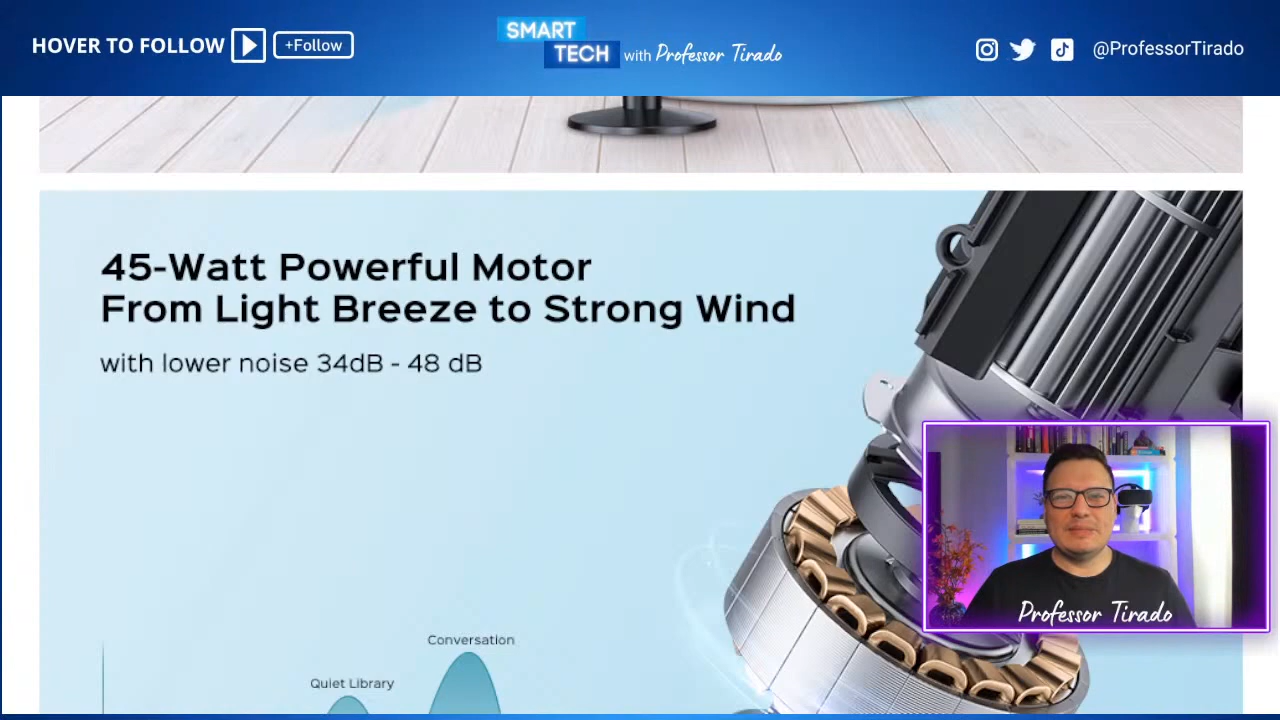 HOVER TO FOLLOW
+Follow
SMART
TECH with Professor Tirado
@ProfessorTirado
45-Watt Powerful Motor
From Light Breeze to Strong Wind
with lower noise 34dB - 48 dB
Conversation
Quiet Library
Professor Tirado